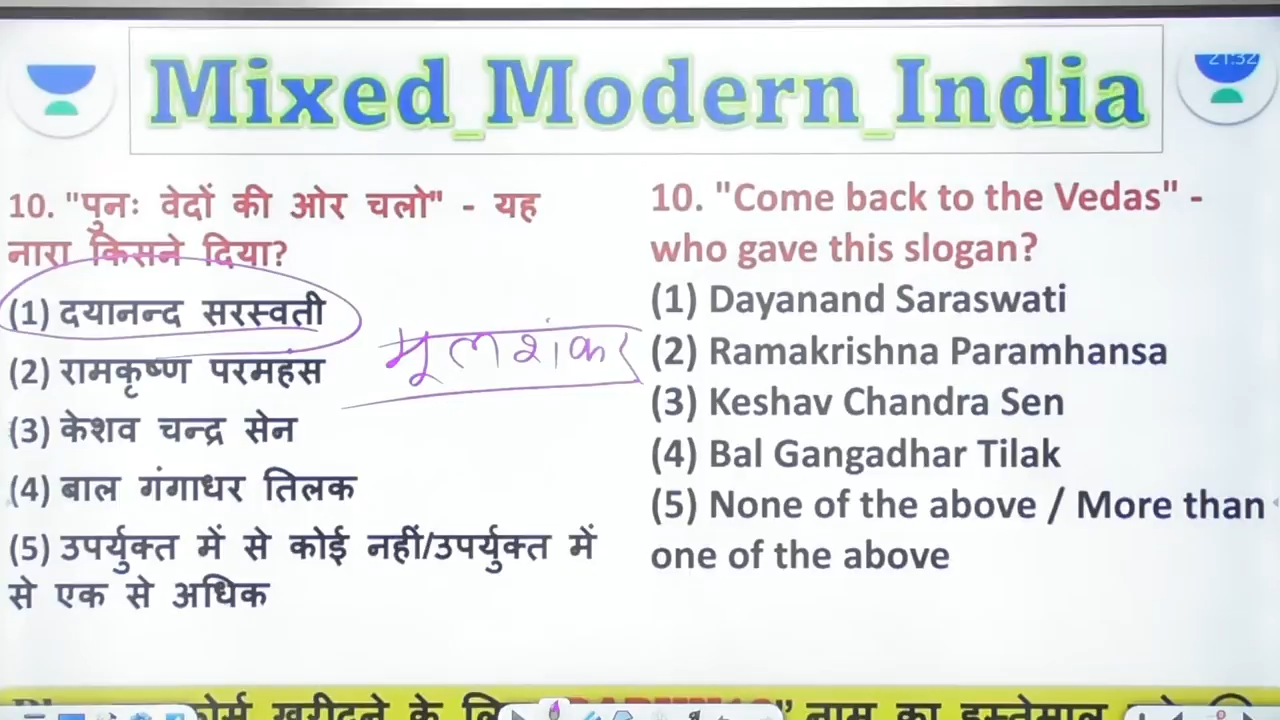 21:32
Mixed_Modern_India
10. "पुनः वेदों की ओर चलो" - यह
नारा किसने दिया?
(1) दयानन्द सरस्वती
(2) रामकृष्ण परमहंस
(3) केशव चन्द्र सेन
(4) बाल गंगाधर तिलक
(5) उपर्युक्त में से कोई नहीं/उपर्युक्त में
से एक से अधिक
मूलशंकर
10. "Come back to the Vedas" -
who gave this slogan?
(1) Dayanand Saraswati
(2) Ramakrishna Paramhansa
(3) Keshav Chandra Sen
(4) Bal Gangadhar Tilak
(5) None of the above / More than
one of the above
कोर्स खरीदने के नाम का इस्तेमाल